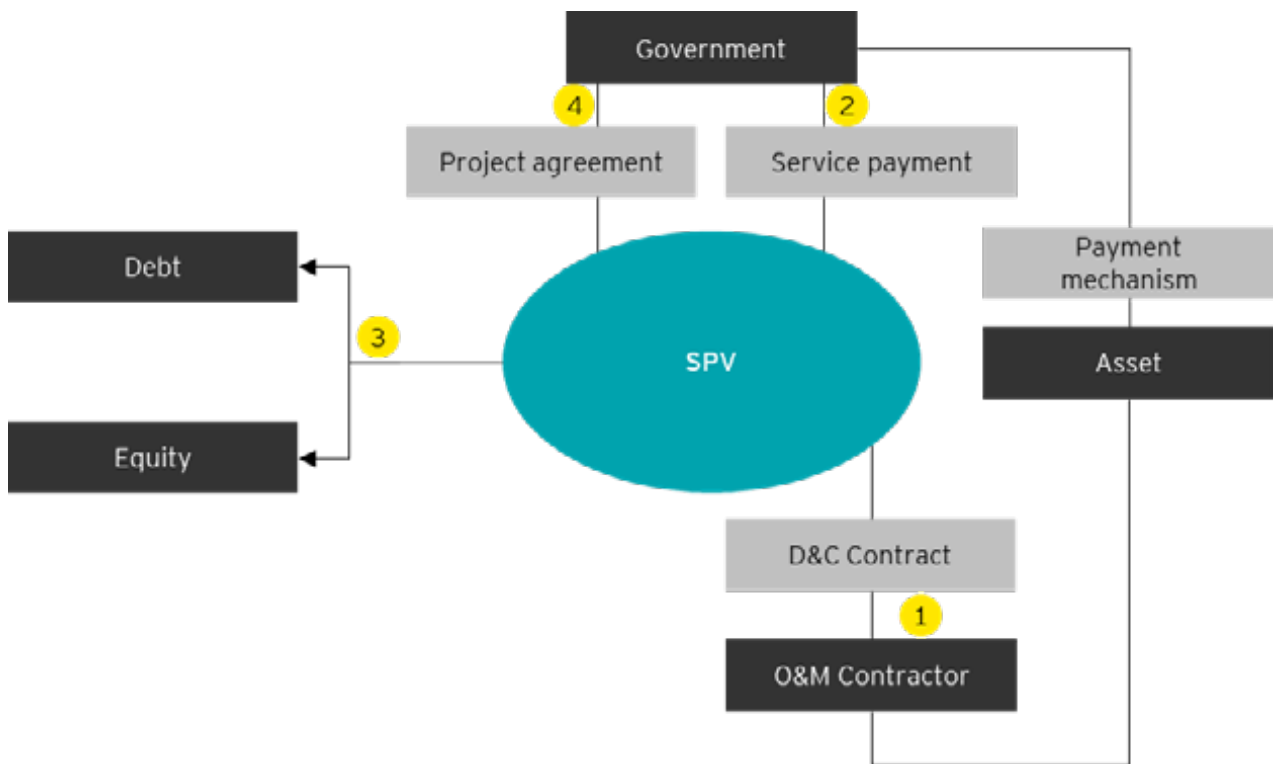 Government
4
2
Project agreement
Service payment
Debt
Payment
mechanism
3
SPV
Asset
Equity
D&C Contract
1
O&M Contractor